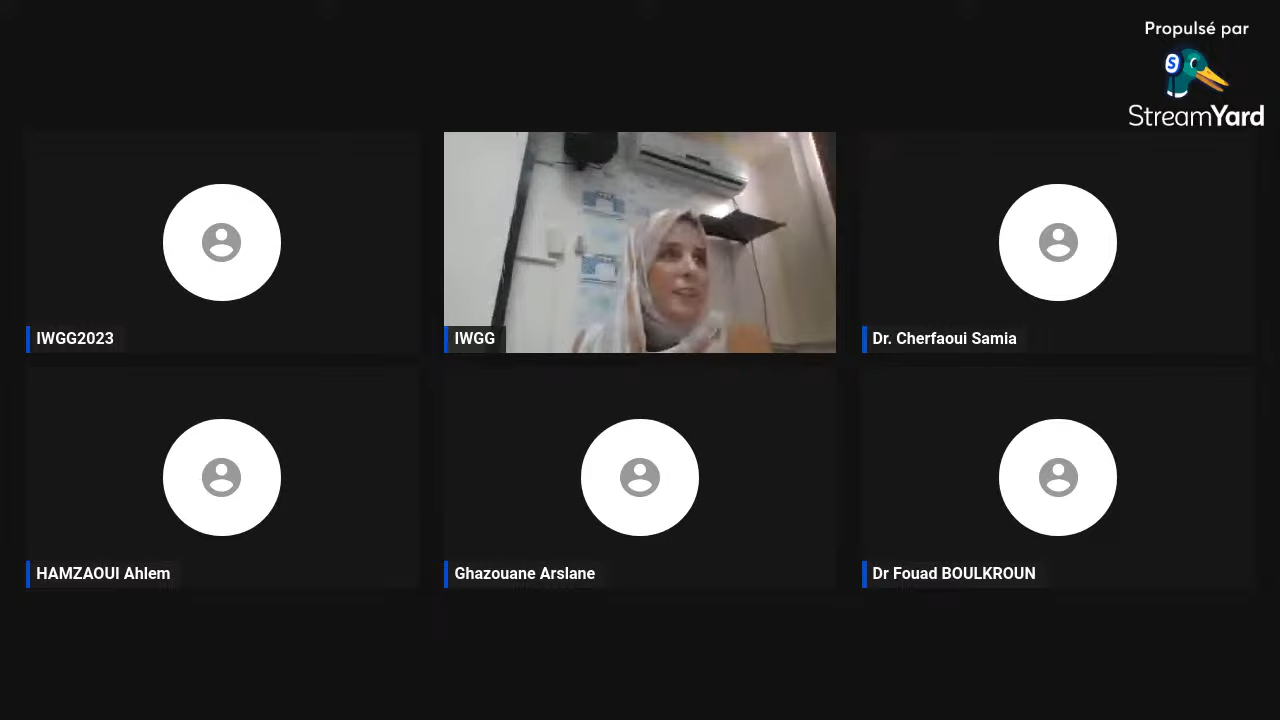 Propulsé par
S
StreamYard
IWGG2023
IWGG
Dr. Cherfaoui Samia
HAMZAOUI Ahlem
Ghazouane Arslane
Dr Fouad BOULKROUN